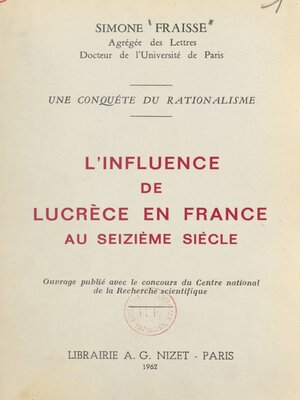 SIMONE FRAISSE
Agrégée des Lettres
Docteur de l'Université de Paris
UNE CONQUÊTE DU RATIONALISME
L'INFLUENCE
DE
LUCRÈCE EN FRANCE
AU SEIZIÈME SIÈCLE
Ouvrage publié avec le concours du Centre national
de la Recherche scientifique
LIBRAIRIE A. G. NIZET - PARIS
1962